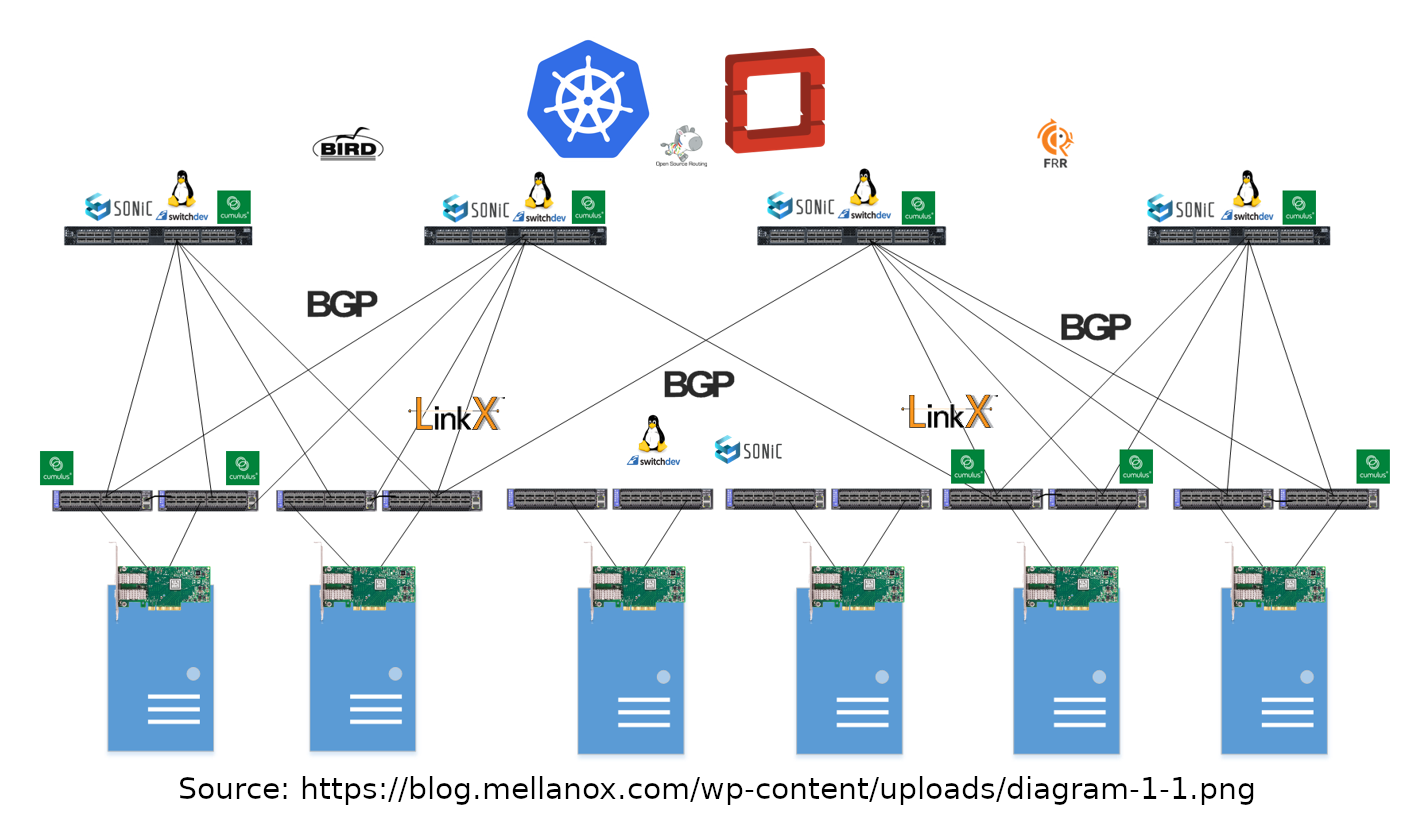 BIRD
Open Source Routing
FRR
SONiC
switchdev
cumulus
SONiC
switchdev
cumulus
SONiC
switchdev
cumulus
SONiC
switchdev
cumulus
BGP
BGP
BGP
LinkX
LinkX
switchdev
SONiC
cumulus
cumulus
cumulus
cumulus
cumulus
Source: https://blog.mellanox.com/wp-content/uploads/diagram-1-1.png